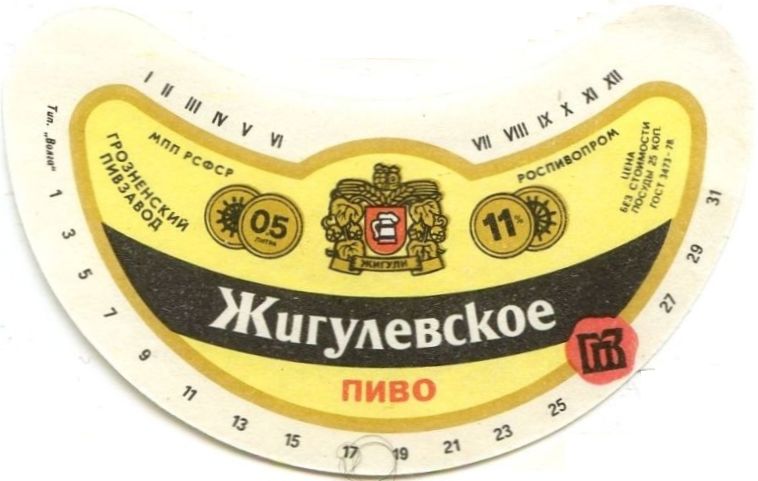 I II III IV V VI
VII VIII IX X XI XII
Тип. „Волга"
МПП РСФСР
ГРОЗНЕНСКИЙ
ПИВЗАВОД
РОСПИВОПРОМ
ЦЕНА
БЕЗ СТОИМОСТИ
ПОСУДЫ 25 КОП.
ГОСТ 3473-78
05
ЛИТРА
11%
ЖИГУЛИ
Жигулевское
ПИВО
ГПЗ
1 3 5 7 9 11 13 15 17 19 21 23 25 27 29 31